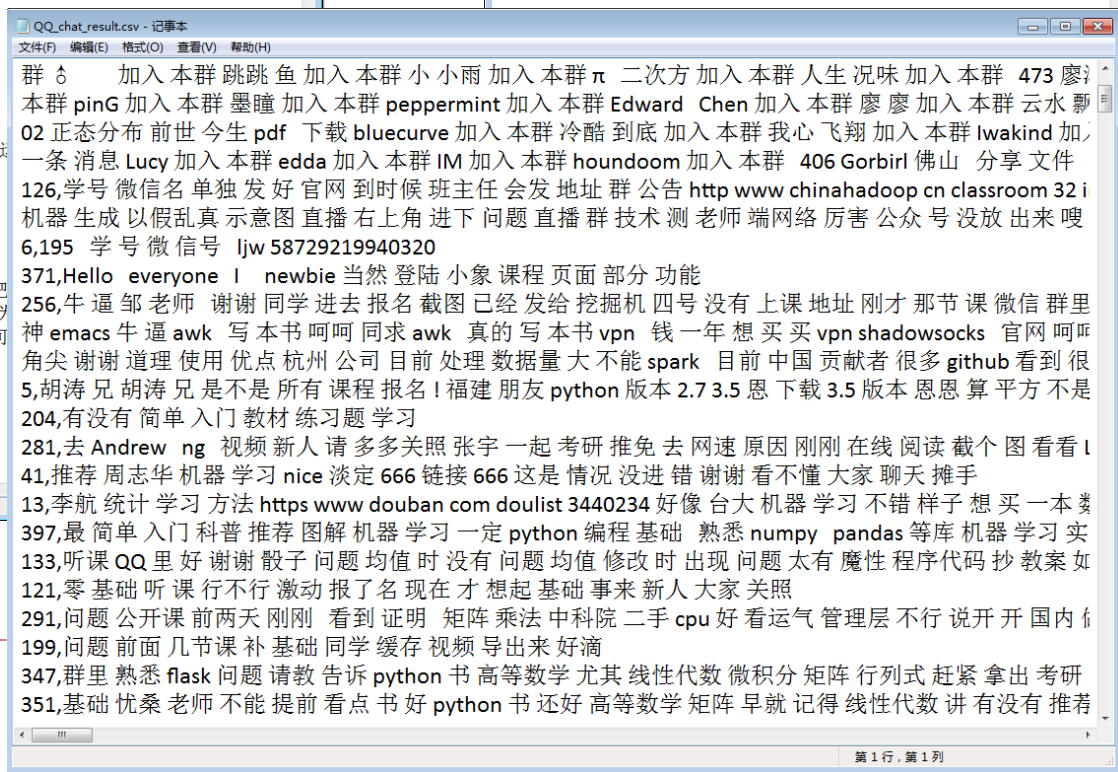 QQ_chat_result.csv - 记事本
文件(F) 编辑(E) 格式(O) 查看(V) 帮助(H)
群 ♁ 加入 本群 跳跳 鱼 加入 本群 小 小雨 加入 本群 π 二次方 加入 本群 人生 况味 加入 本群 473 廖
本群 pinG 加入 本群 墨瞳 加入 本群 peppermint 加入 本群 Edward Chen 加入 本群 廖 廖 加入 本群 云水 飘
02 正态分布 前世 今生 pdf 下载 bluecurve 加入 本群 冷酷 到底 加入 本群 我心 飞翔 加入 本群 Iwakind 加
一条 消息 Lucy 加入 本群 edda 加入 本群 IM 加入 本群 houndoom 加入 本群 406 Gorbirl 佛山 分享 文件
126,学号 微信名 单独 发 好 官网 到时候 班主任 会发 地址 群 公告 http www chinahadoop cn classroom 32
机器 生成 以假乱真 示意图 直播 右上角 进下 问题 直播 群 技术 测 老师 端网络 厉害 公众 号 没放 出来 嗖
6,195 学 号 微 信号 ljw 58729219940320
371,Hello everyone I newbie 当然 登陆 小象 课程 页面 部分 功能
256,牛 逼 邹 老师 谢谢 同学 进去 报名 截图 已经 发给 挖掘机 四号 没有 上课 地址 刚才 那节 课 微信 群里
神 emacs 牛 逼 awk 写 本书 呵呵 同求 awk 真的 写 本书 vpn 钱 一年 想 买 买 vpn shadowsocks 官网 呵
角尖 谢谢 道理 使用 优点 杭州 公司 目前 处理 数据量 大 不能 spark 目前 中国 贡献者 很多 github 看到 很
5,胡涛 兄 胡涛 兄 是不是 所有 课程 报名 ! 福建 朋友 python 版本 2.7 3.5 恩 下载 3.5 版本 恩恩 算 平方 不是
204,有没有 简单 入门 教材 练习题 学习
281,去 Andrew ng 视频 新人 请 多多关照 张宇 一起 考研 推免 去 网速 原因 刚刚 在线 阅读 截个 图 看看
41,推荐 周志华 机器 学习 nice 淡定 666 链接 666 这是 情况 没进 错 谢谢 看不懂 大家 聊天 摊手
13,李航 统计 学习 方法 https www douban com doulist 3440234 好像 台大 机器 学习 不错 样子 想 买 一本
397,最 简单 入门 科普 推荐 图解 机器 学习 一定 python 编程 基础 熟悉 numpy pandas 等库 机器 学习 实
133,听课 QQ 里 好 谢谢 骰子 问题 均值 时 没有 问题 均值 修改 时 出现 问题 太有 魔性 程序代码 抄 教案 如
121,零 基础 听 课 行不行 激动 报了名 现在 才 想起 基础 事来 新人 大家 关照
291,问题 公开课 前两天 刚刚 看到 证明 矩阵 乘法 中科院 二手 cpu 好 看运气 管理层 不行 说开 开 国内
199,问题 前面 几节课 补 基础 同学 缓存 视频 导出来 好滴
347,群里 熟悉 flask 问题 请教 告诉 python 书 高等数学 尤其 线性代数 微积分 矩阵 行列式 赶紧 拿出 考研
351,基础 忧桑 老师 不能 提前 看点 书 好 python 书 还好 高等数学 矩阵 早就 记得 线性代数 讲 有没有 推荐
第 1 行，第 1 列